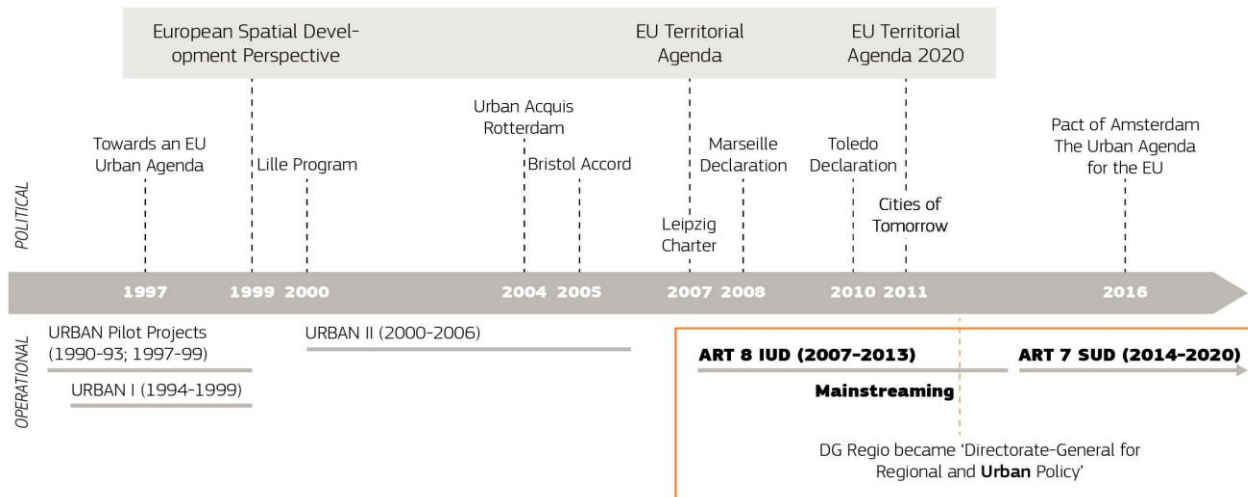 European Spatial Devel-
opment Perspective
EU Territorial
Agenda
EU Territorial
Agenda 2020
POLITICAL
Towards an EU
Urban Agenda
Lille Program
Urban Acquis
Rotterdam
Bristol Accord
Leipzig
Charter
Marseille
Declaration
Toledo
Declaration
Cities of
Tomorrow
Pact of Amsterdam
The Urban Agenda
for the EU
1997 1999 2000 2004 2005 2007 2008 2010 2011 2016
OPERATIONAL
URBAN Pilot Projects
(1990-93; 1997-99)
URBAN I (1994-1999)
URBAN II (2000-2006)
ART 8 IUD (2007-2013)
Mainstreaming
ART 7 SUD (2014-2020)
DG Regio became ‘Directorate-General for
Regional and Urban Policy’